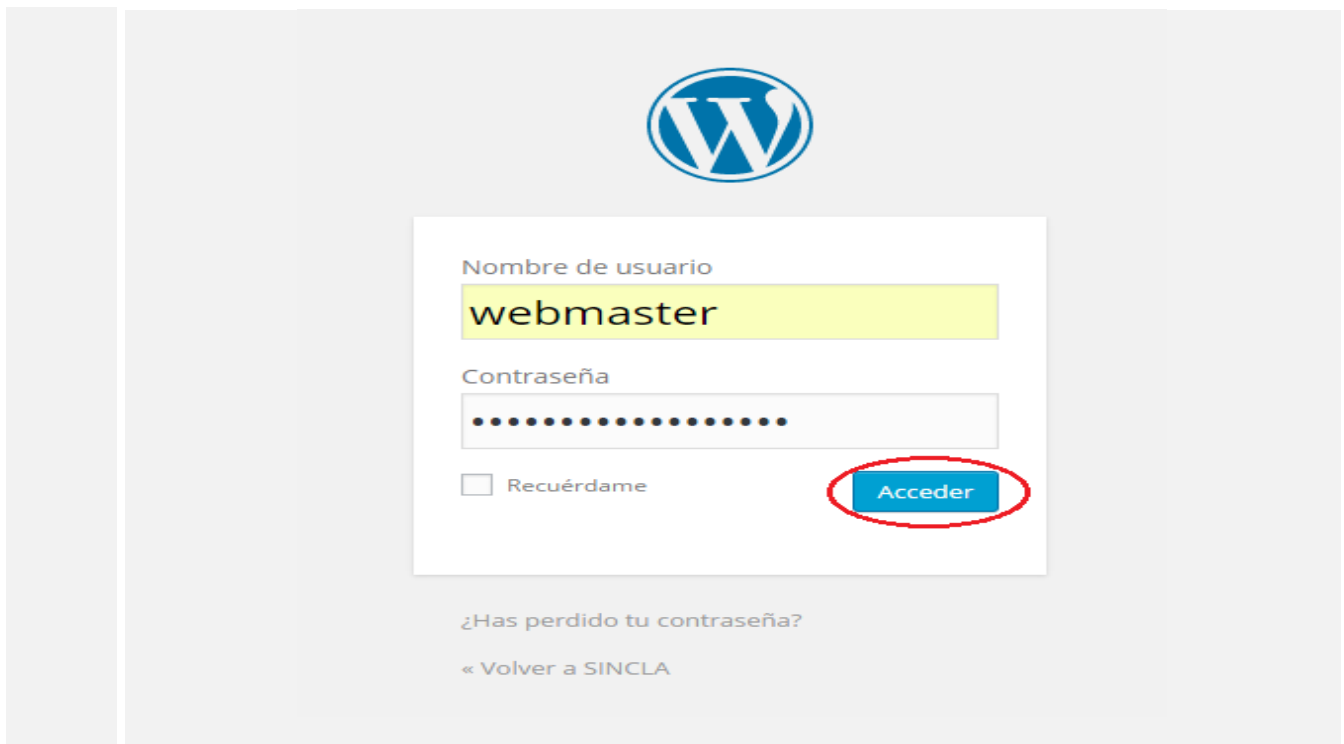 Nombre de usuario
webmaster
Contraseña
••••••••••••••••••
Recuérdame
Acceder
¿Has perdido tu contraseña?
« Volver a SINCLA